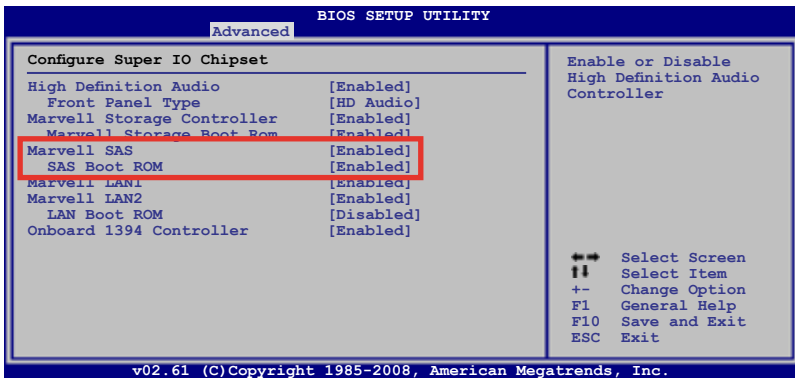 BIOS SETUP UTILITY
Advanced
Configure Super IO Chipset
High Definition Audio [Enabled]
Front Panel Type [HD Audio]
Marvell Storage Controller [Enabled]
Marvell Storage Boot Rom [Enabled]
Marvell SAS [Enabled]
SAS Boot ROM [Enabled]
Marvell LAN1 [Enabled]
Marvell LAN2 [Enabled]
LAN Boot ROM [Disabled]
Onboard 1394 Controller [Enabled]
Enable or Disable
High Definition Audio
Controller
Select Screen
Select Item
+- Change Option
F1 General Help
F10 Save and Exit
ESC Exit
v02.61 (C)Copyright 1985-2008, American Megatrends, Inc.